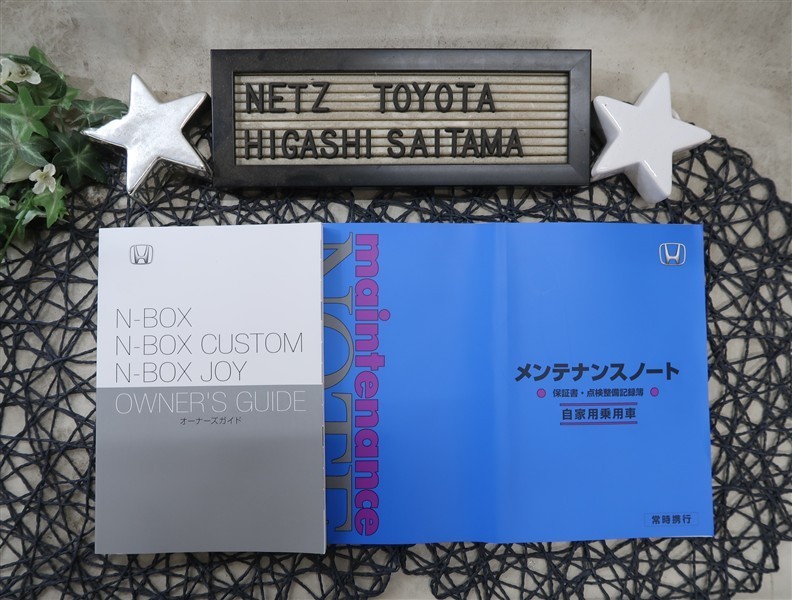 NETZ TOYOTA
HIGASHI SAITAMA
N-BOX
N-BOX CUSTOM
N-BOX JOY
OWNER'S GUIDE
オーナーズガイド
maintenance
NOTE
メンテナンスノート
保証書・点検整備記録簿
自家用乗用車
常時携行